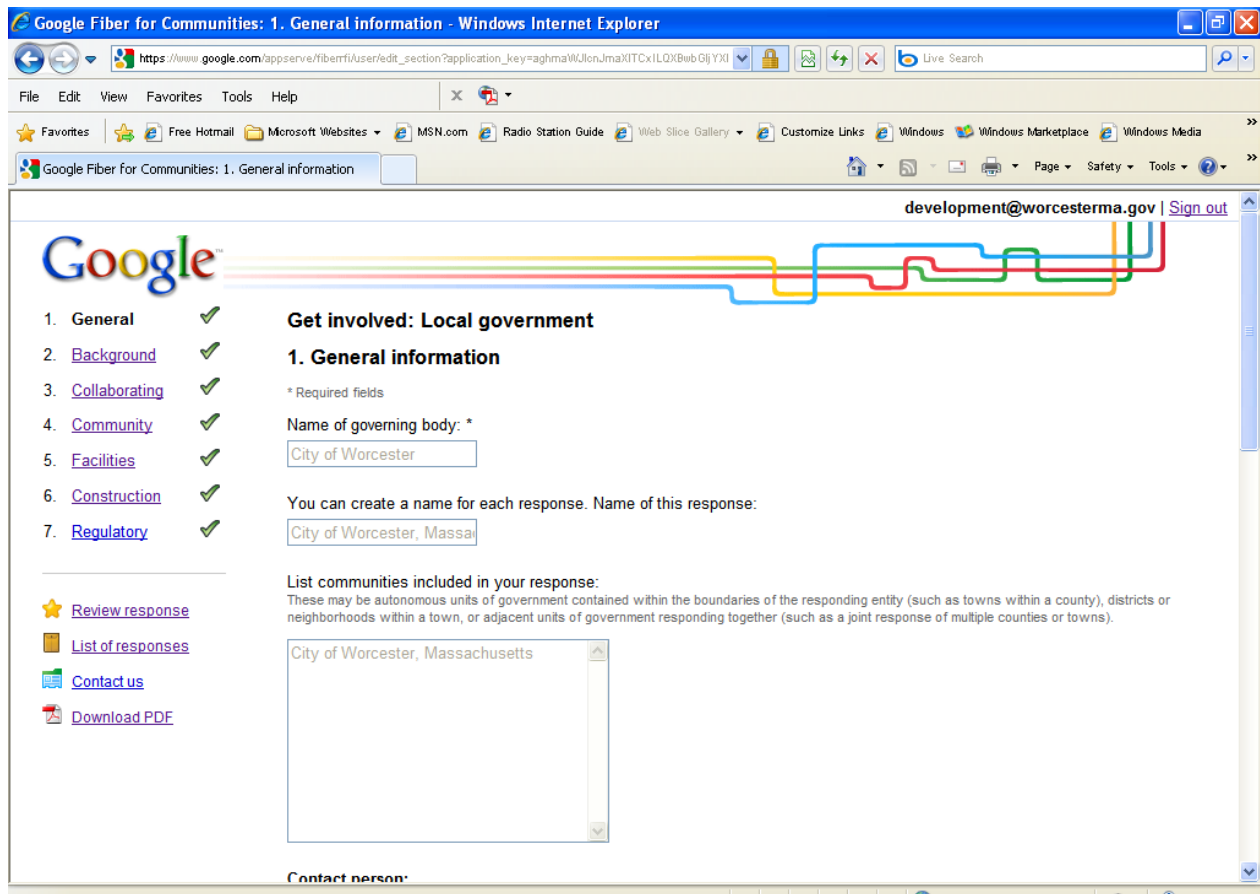 Google Fiber for Communities: 1. General information - Windows Internet Explorer
https://www.google.com/appserve/fiberrfi/user/edit_section?application_key= Live Search
File Edit View Favorites Tools Help
Favorites Free Hotmail Microsoft Websites MSN.com Radio Station Guide Web Slice Gallery Customize Links Windows Windows Marketplace Windows Media
Google Fiber for Communities: 1. General information Page Safety Tools
development@worcesterma.gov | Sign out
Google™
1. General
2. Background
3. Collaborating
4. Community
5. Facilities
6. Construction
7. Regulatory
Review response
List of responses
Contact us
Download PDF
Get involved: Local government
1. General information
* Required fields
Name of governing body: *
City of Worcester
You can create a name for each response. Name of this response:
City of Worcester, Massa
List communities included in your response:
These may be autonomous units of government contained within the boundaries of the responding entity (such as towns within a county), districts or
neighborhoods within a town, or adjacent units of government responding together (such as a joint response of multiple counties or towns).
City of Worcester, Massachusetts
Contact person: